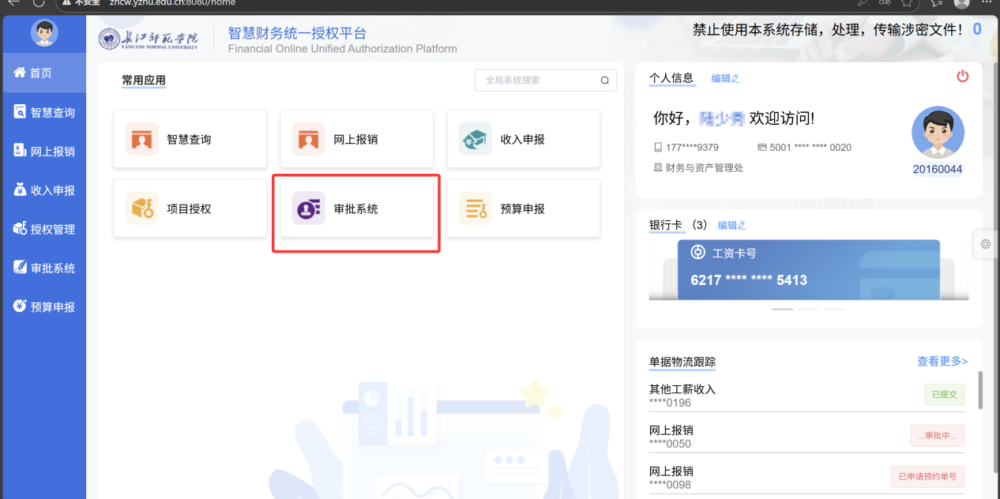 不安全 zhcw.yznu.edu.cn:8080/home
长江师范学院
YANGTZE NORMAL UNIVERSITY
智慧财务统一授权平台
Financial Online Unified Authorization Platform
禁止使用本系统存储，处理，传输涉密文件！ 0
首页
智慧查询
网上报销
收入申报
授权管理
审批系统
预算申报
常用应用
全局系统搜索
智慧查询
网上报销
收入申报
项目授权
审批系统
预算申报
个人信息 编辑
你好， 欢迎访问!
177****9379 5001 **** **** 0020
财务与资产管理处
20160044
银行卡 （3） 编辑
工资卡号
6217 **** **** 5413
单据物流跟踪 查看更多>
其他工薪收入
****0196
已提交
网上报销
****0050
...审批中...
网上报销
****0098
已申请预约单号